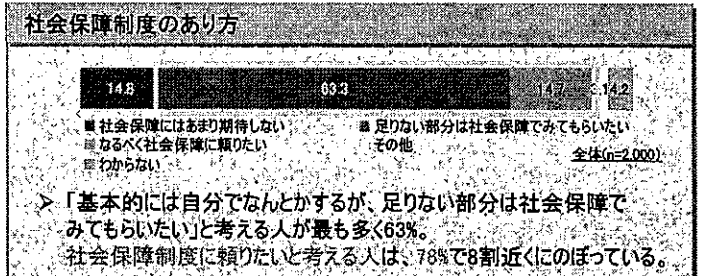 社会保障制度のあり方
14.8 63.3 14.7 4.2
■ 社会保障にはあまり期待しない ■ 足りない部分は社会保障でみてもらいたい
■ なるべく社会保障に頼りたい その他
■ わからない 全体(n=2,000)
➢ 「基本的には自分でなんとかするが、足りない部分は社会保障で
みてもらいたい」と考える人が最も多く63%。
社会保障制度に頼りたいと考える人は、78%で8割近くにのぼっている。